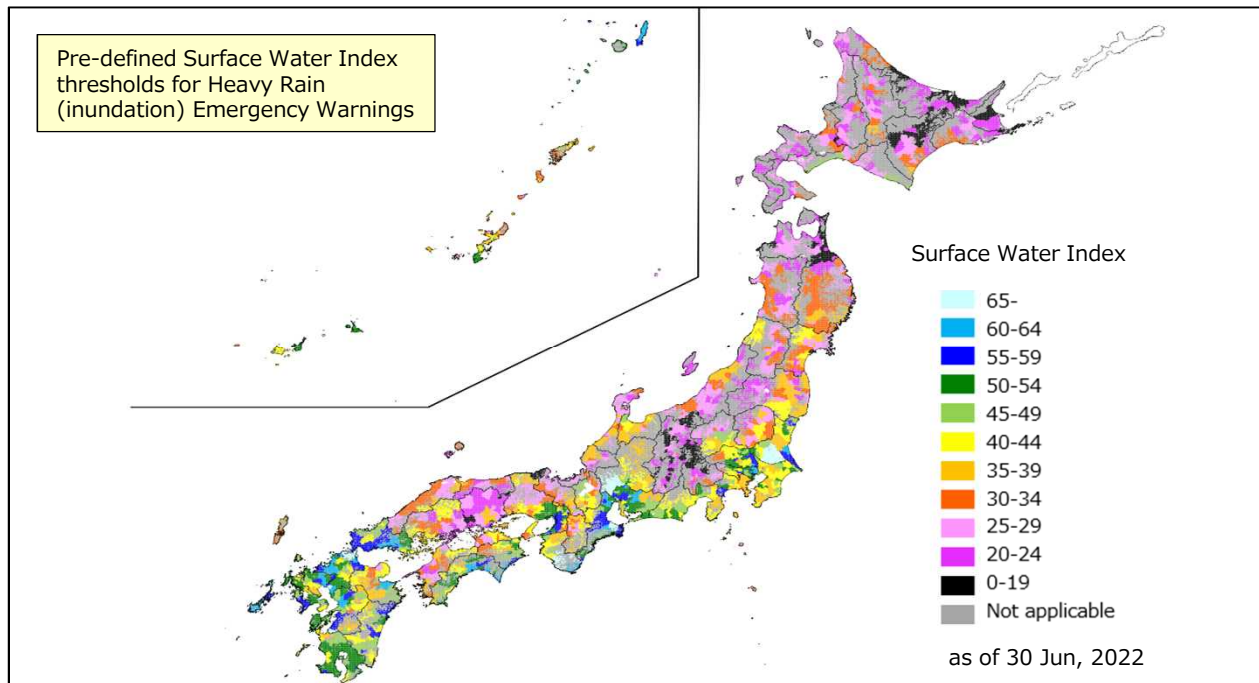 Pre-defined Surface Water Index
thresholds for Heavy Rain
(inundation) Emergency Warnings
Surface Water Index
65-
60-64
55-59
50-54
45-49
40-44
35-39
30-34
25-29
20-24
0-19
Not applicable
as of 30 Jun, 2022